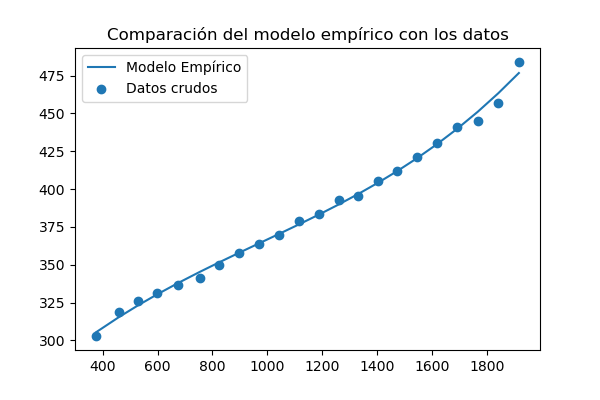 Comparación del modelo empírico con los datos
Modelo Empírico
Datos crudos
475
450
425
400
375
350
325
300
400 600 800 1000 1200 1400 1600 1800